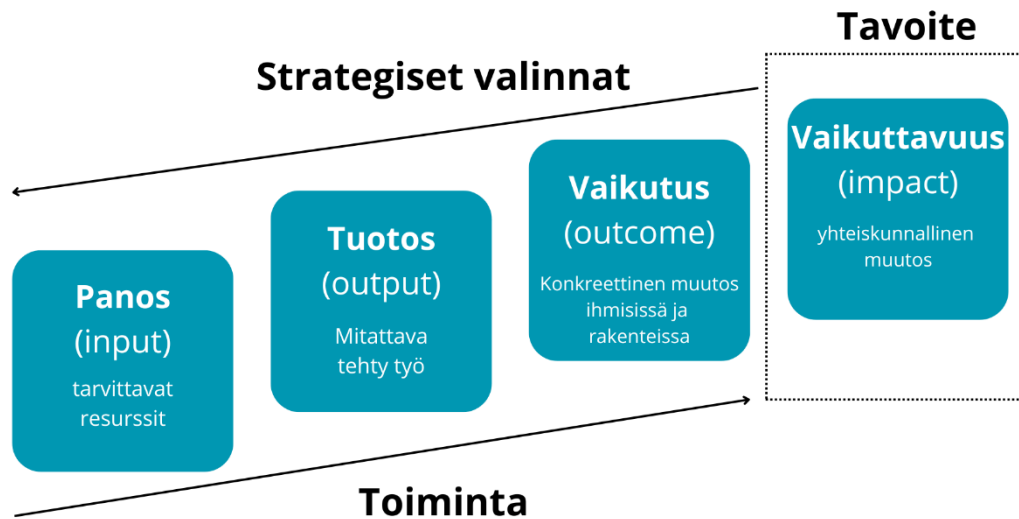 Tavoite
Strategiset valinnat
Vaikuttavuus
(impact)
yhteiskunnallinen
muutos
Vaikutus
(outcome)
Konkreettinen muutos
ihmisissä ja
rakenteissa
Tuotos
(output)
Mitattava
tehty työ
Panos
(input)
tarvittavat
resurssit
Toiminta